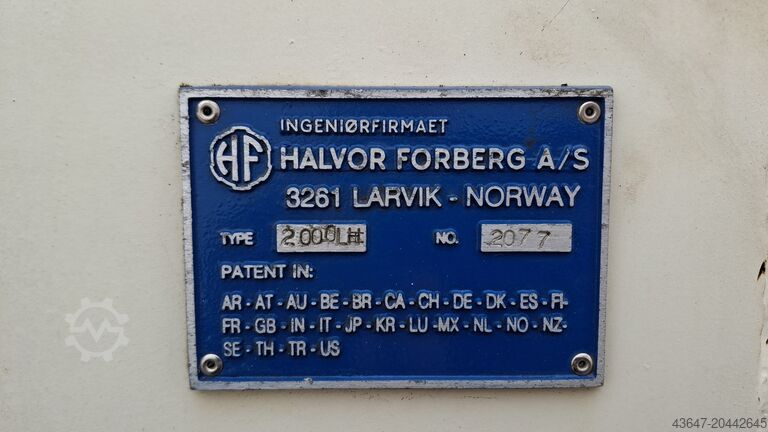 INGENIØRFIRMAET
HF HALVOR FORBERG A/S
3261 LARVIK - NORWAY
TYPE 2000LH NO. 2077
PATENT IN:
AR - AT - AU - BE - BR - CA - CH - DE - DK - ES - FI-
FR - GB - IN - IT - JP - KR - LU - MX - NL - NO - NZ-
SE - TH - TR - US
43647-20442645